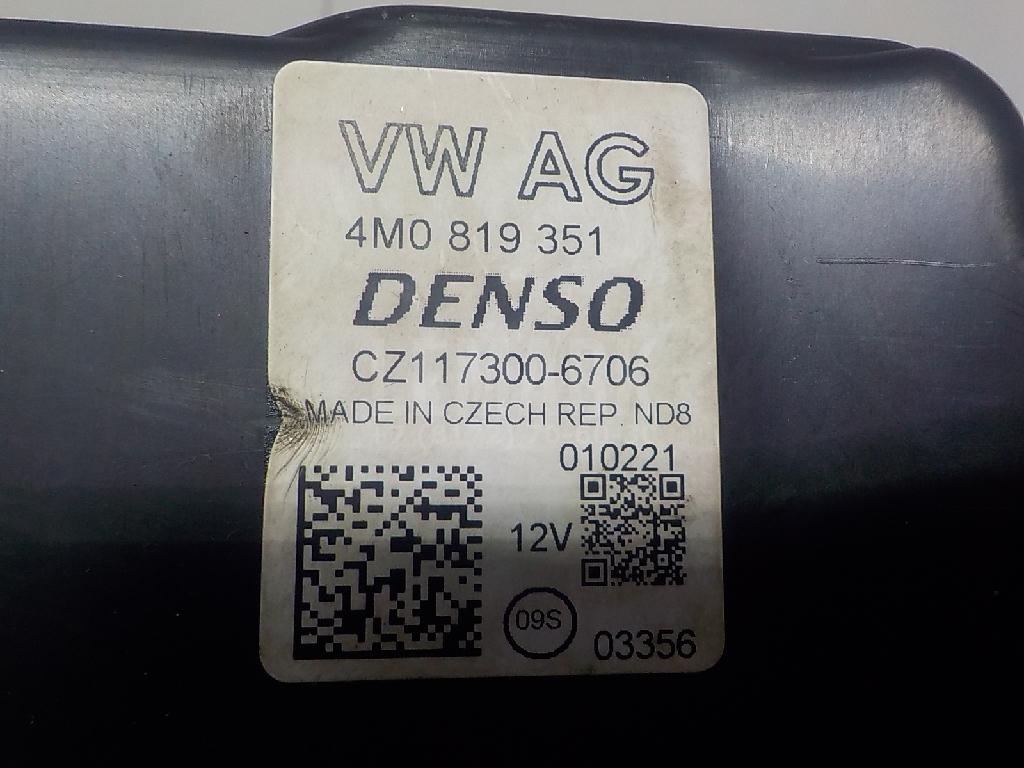 VW AG
4M0 819 351
DENSO
CZ117300-6706
MADE IN CZECH REP. ND8
010221
12V
09S
03356